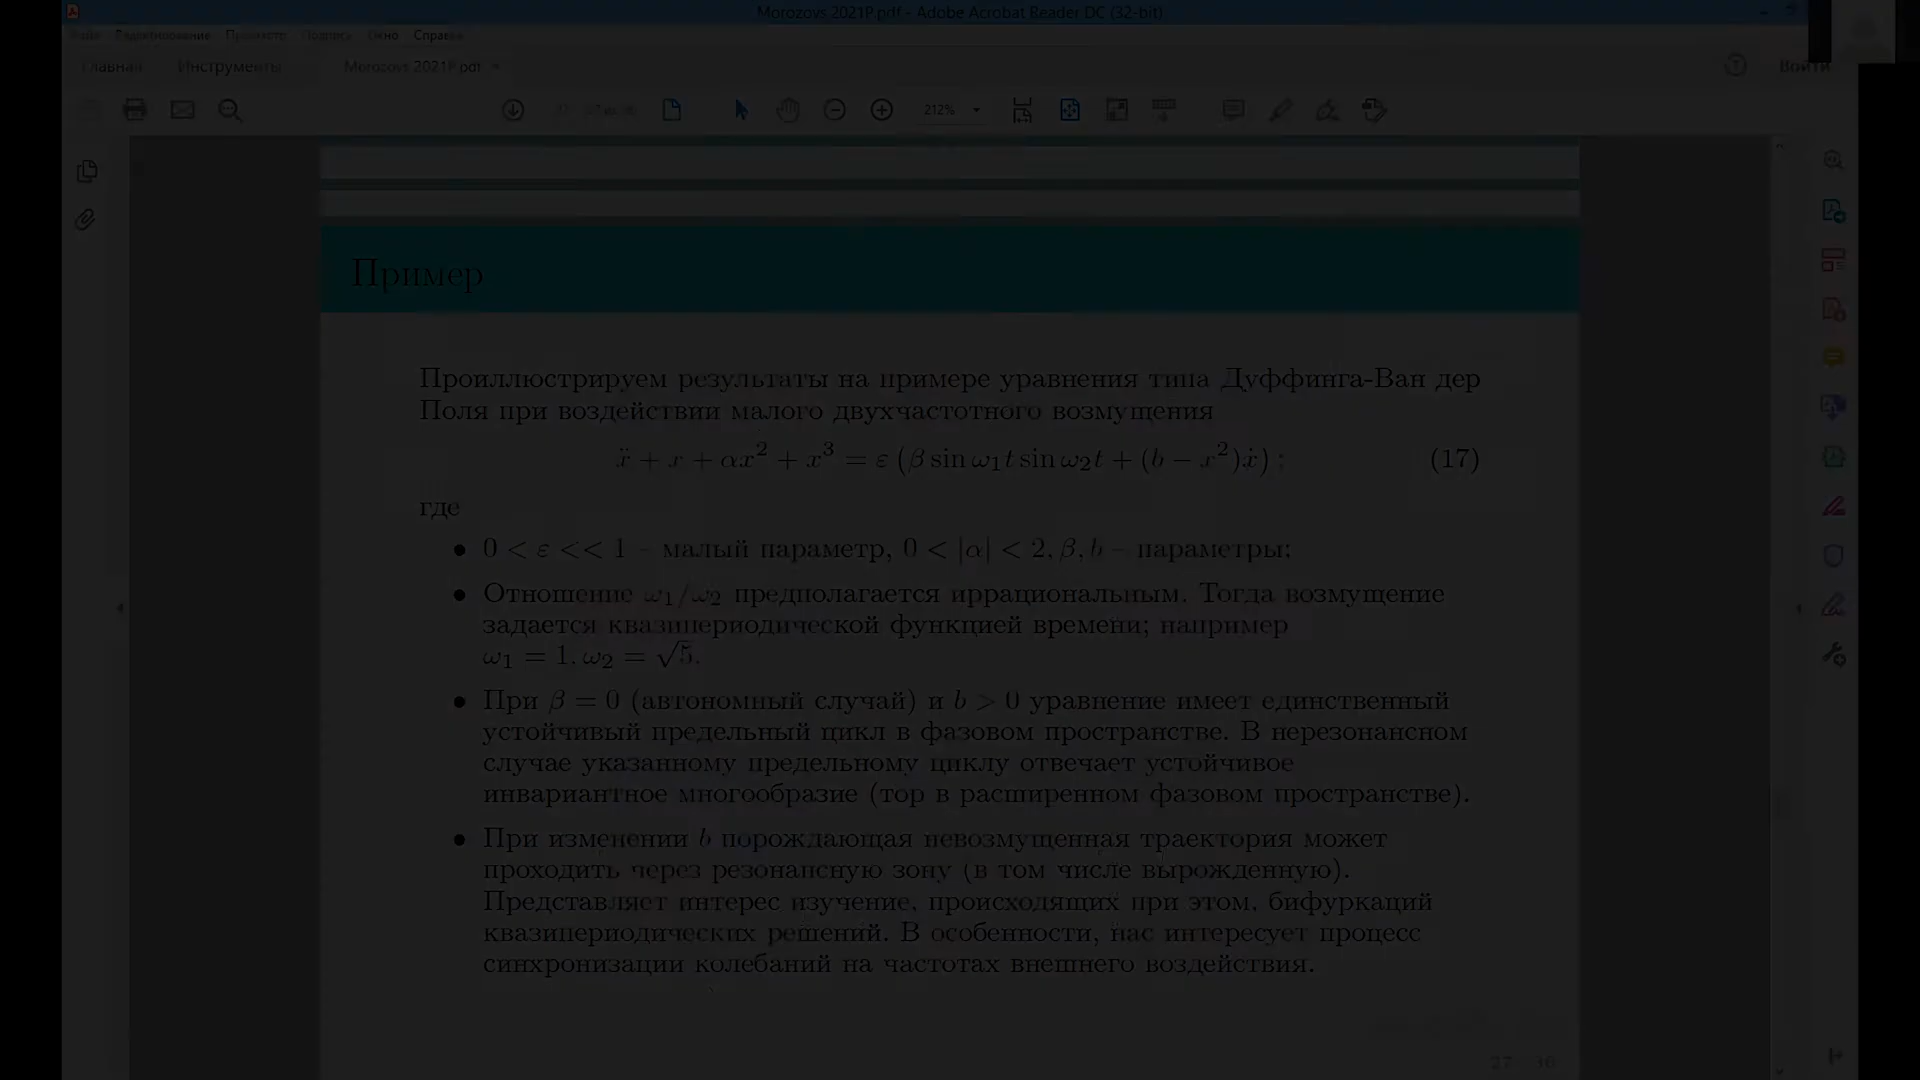 Morozovs 2021P.pdf - Adobe Acrobat Reader DC (32-bit)
Файл Редактирование Просмотр Подпись Окно Справка
Главная Инструменты Morozovs 2021P.pdf ×
Войти
212%
Пример
Проиллюстрируем результаты на примере уравнения типа Дуффинга-Ван дер
Поля при воздействии малого двухчастотного возмущения
ẍ + x + αx² + x³ = ε (β sin ω₁t sin ω₂t + (b − x²)ẋ) ; (17)
где
• 0 < ε << 1 – малый параметр, 0 < |α| < 2, β, b – параметры;
• Отношение ω₁/ω₂ предполагается иррациональным. Тогда возмущение
задается квазипериодической функцией времени; например
ω₁ = 1, ω₂ = √5.
• При β = 0 (автономный случай) и b > 0 уравнение имеет единственный
устойчивый предельный цикл в фазовом пространстве. В нерезонансном
случае указанному предельному циклу отвечает устойчивое
инвариантное многообразие (тор в расширенном фазовом пространстве).
• При изменении b порождающая невозмущенная траектория может
проходить через резонансную зону (в том числе вырожденную).
Представляет интерес изучение, происходящих при этом, бифуркаций
квазипериодических решений. В особенности, нас интересует процесс
синхронизации колебаний на частотах внешнего воздействия.
27 36